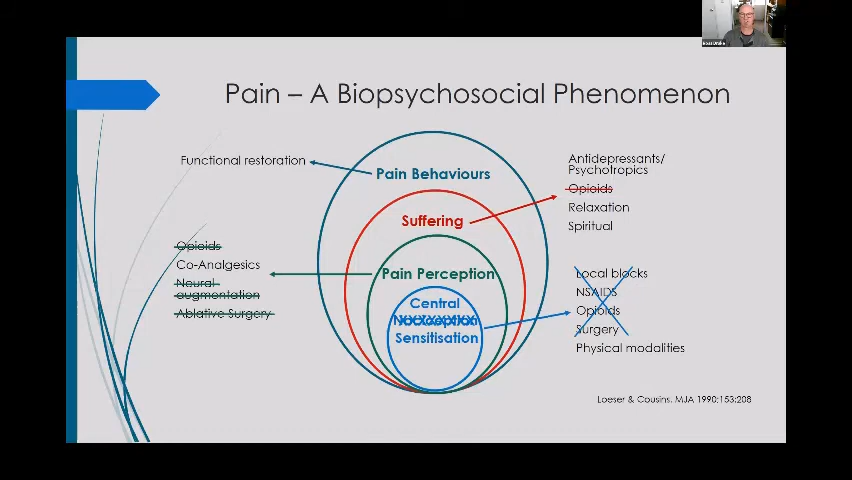 Ross Drake
Pain – A Biopsychosocial Phenomenon
Functional restoration
Pain Behaviours
Antidepressants/
Psychotropics
Opioids
Relaxation
Spiritual
Suffering
Opioids
Co-Analgesics
Neural
augmentation
Ablative Surgery
Pain Perception
Central
Nociception
Sensitisation
Local blocks
NSAIDS
Opioids
Surgery
Physical modalities
Loeser & Cousins. MJA 1990;153:208